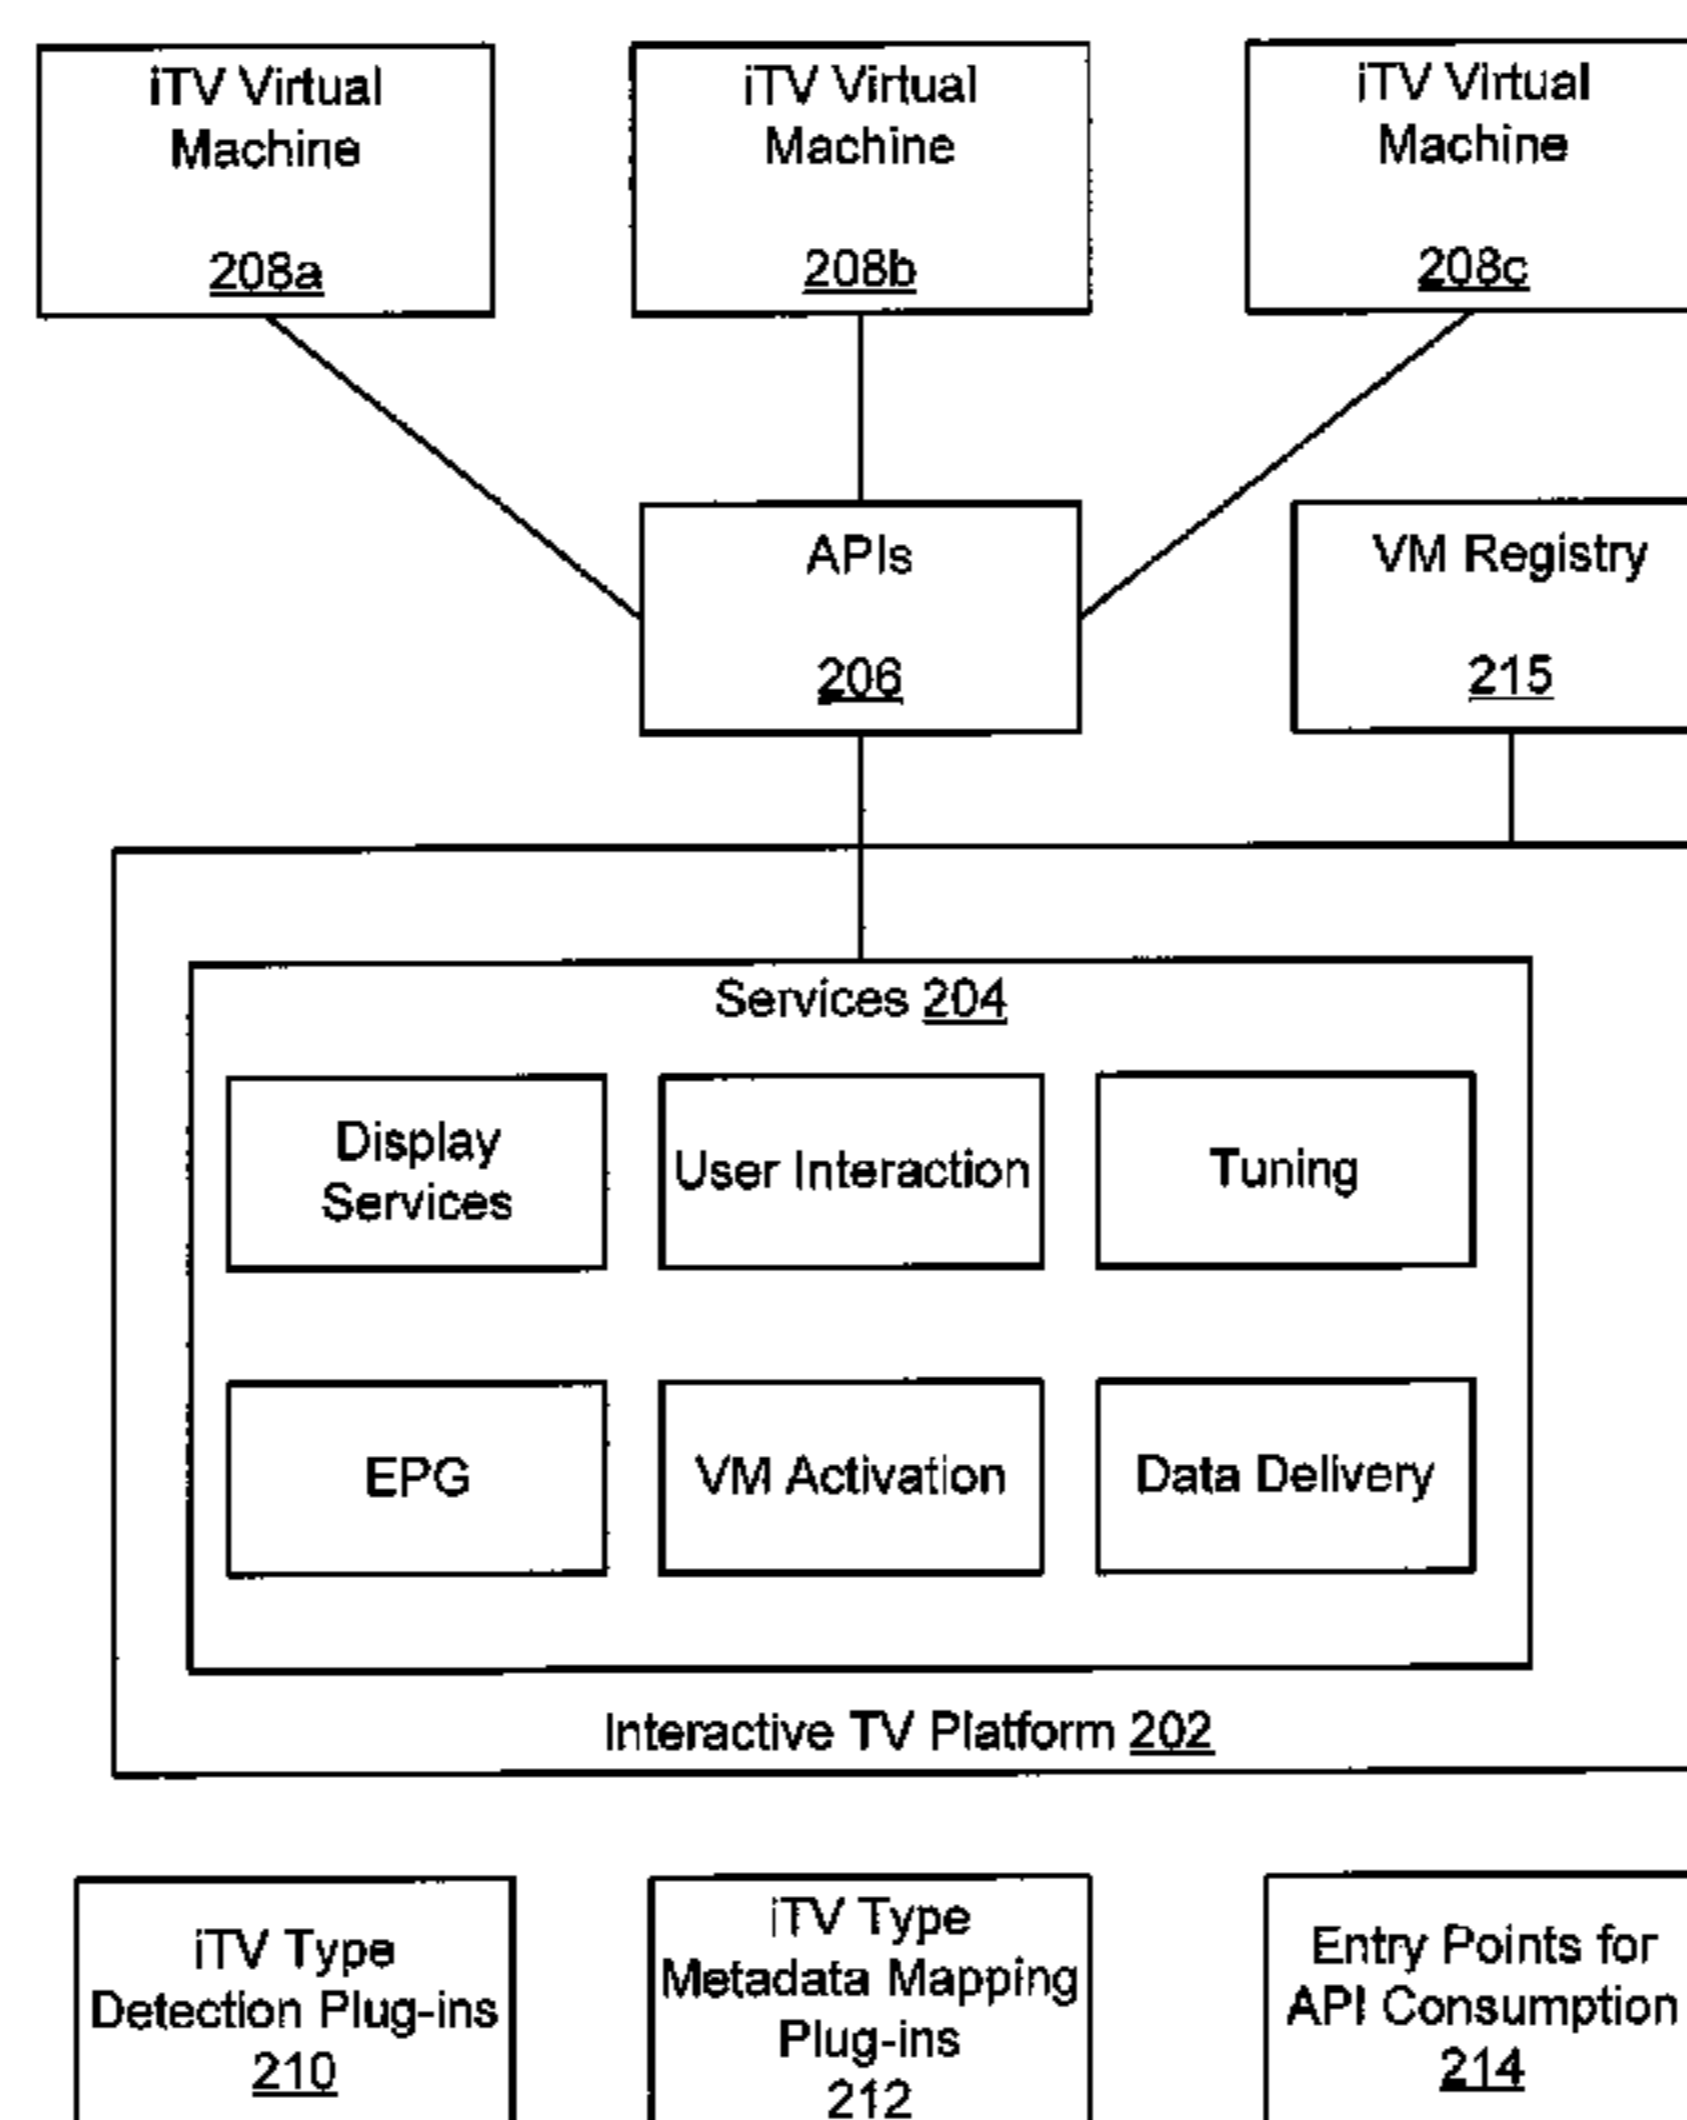 iTV Virtual
Machine
208a
iTV Virtual
Machine
208b
iTV Virtual
Machine
208c
APIs
206
VM Registry
215
Services 204
Display
Services
User Interaction
Tuning
EPG
VM Activation
Data Delivery
Interactive TV Platform 202
iTV Type
Detection Plug-ins
210
iTV Type
Metadata Mapping
Plug-ins
212
Entry Points for
API Consumption
214